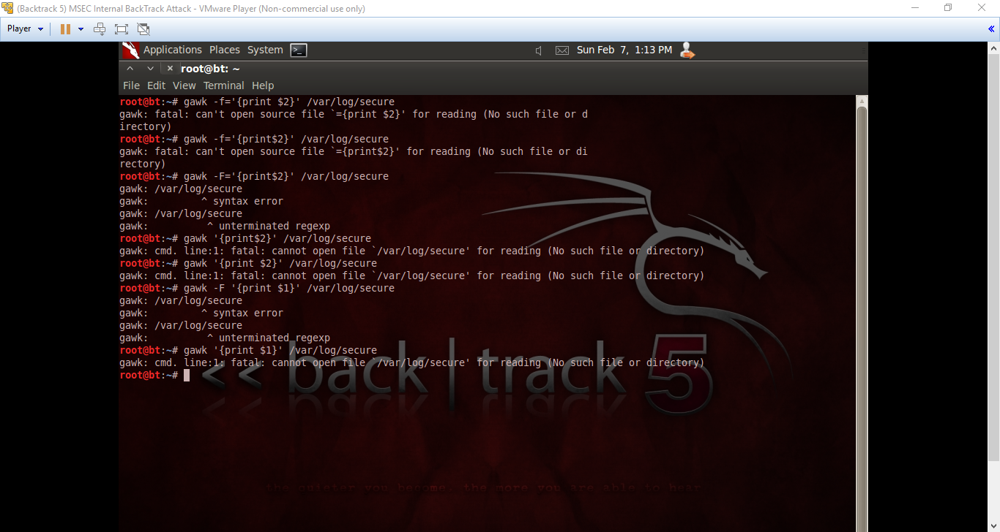 (Backtrack 5) MSEC Internal BackTrack Attack - VMware Player (Non-commercial use only)
Player
Applications Places System Sun Feb 7, 1:13 PM
root@bt: ~
File Edit View Terminal Help
root@bt:~# gawk -f='{print $2}' /var/log/secure
gawk: fatal: can't open source file `={print $2}' for reading (No such file or d
irectory)
root@bt:~# gawk -f='{print$2}' /var/log/secure
gawk: fatal: can't open source file `={print$2}' for reading (No such file or di
rectory)
root@bt:~# gawk -F='{print$2}' /var/log/secure
gawk: /var/log/secure
gawk:         ^ syntax error
gawk: /var/log/secure
gawk:          ^ unterminated regexp
root@bt:~# gawk '{print$2}' /var/log/secure
gawk: cmd. line:1: fatal: cannot open file `/var/log/secure' for reading (No such file or directory)
root@bt:~# gawk '{print $2}' /var/log/secure
gawk: cmd. line:1: fatal: cannot open file `/var/log/secure' for reading (No such file or directory)
root@bt:~# gawk -F '{print $1}' /var/log/secure
gawk: /var/log/secure
gawk:         ^ syntax error
gawk: /var/log/secure
gawk:          ^ unterminated regexp
root@bt:~# gawk '{print $1}' /var/log/secure
gawk: cmd. line:1: fatal: cannot open file `/var/log/secure' for reading (No such file or directory)
root@bt:~#
<< back | track 5
the quieter you become, the more you are able to hear